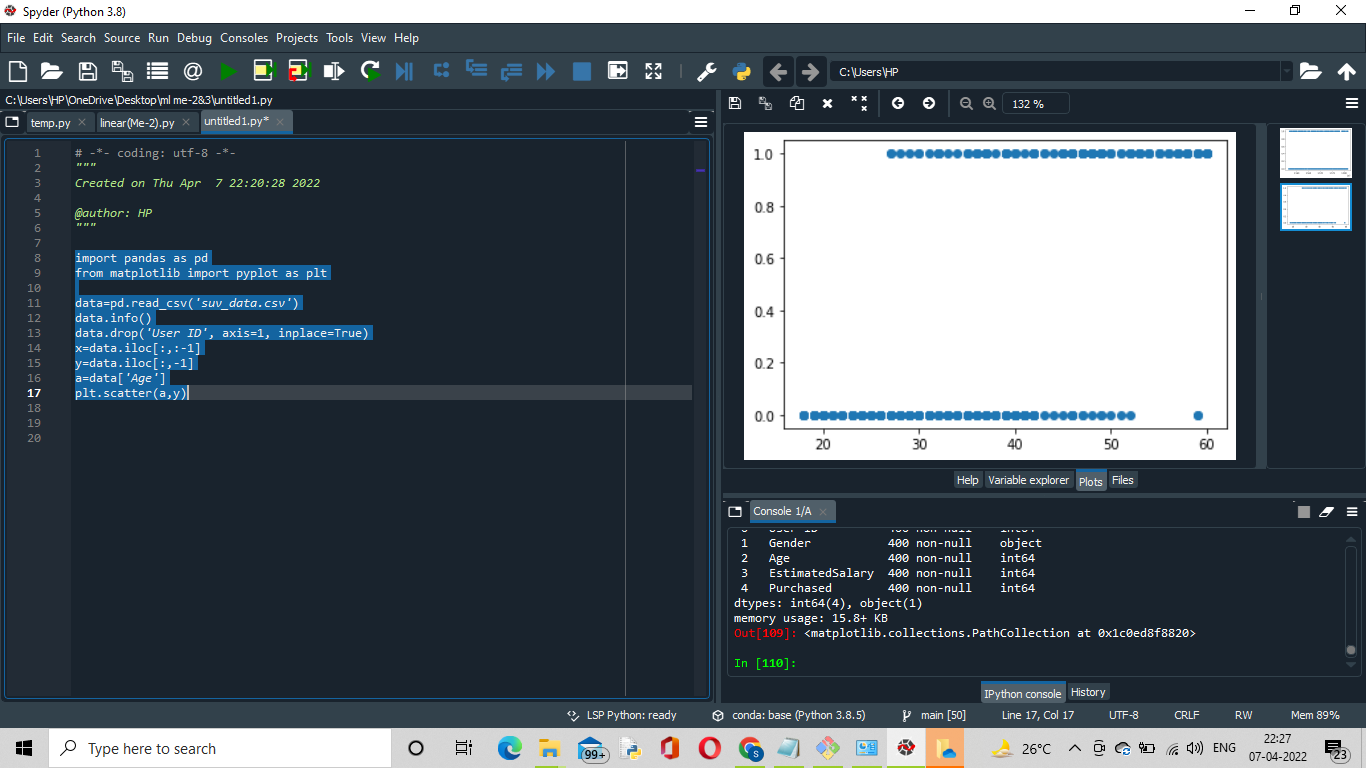 Spyder (Python 3.8)
File Edit Search Source Run Debug Consoles Projects Tools View Help
C:\Users\HP
C:\Users\HP\OneDrive\Desktop\ml me-2&3\untitled1.py
temp.py linear(Me-2).py untitled1.py*
1 # -*- coding: utf-8 -*-
2 """
3 Created on Thu Apr  7 22:20:28 2022
4
5 @author: HP
6 """
7
8 import pandas as pd
9 from matplotlib import pyplot as plt
10
11 data=pd.read_csv('suv_data.csv')
12 data.info()
13 data.drop('User ID', axis=1, inplace=True)
14 x=data.iloc[:,:-1]
15 y=data.iloc[:,-1]
16 a=data['Age']
17 plt.scatter(a,y)
18
19
20
132 %
1.0
0.8
0.6
0.4
0.2
0.0
20 30 40 50 60
Help Variable explorer Plots Files
Console 1/A
1 Gender 400 non-null object
2 Age 400 non-null int64
3 EstimatedSalary 400 non-null int64
4 Purchased 400 non-null int64
dtypes: int64(4), object(1)
memory usage: 15.8+ KB
Out[109]: <matplotlib.collections.PathCollection at 0x1c0ed8f8820>
In [110]:
IPython console History
LSP Python: ready conda: base (Python 3.8.5) main [50] Line 17, Col 17 UTF-8 CRLF RW Mem 89%
Type here to search
99+
S
26°C
ENG
22:27
07-04-2022
23